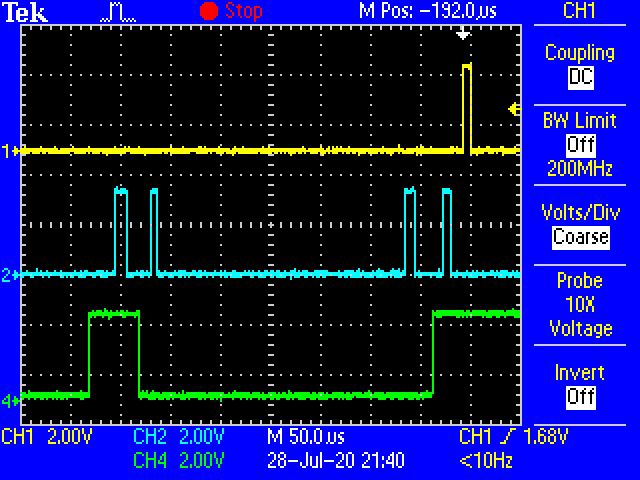 Tek Stop M Pos: −192.0µs CH1
Coupling
DC
BW Limit
Off
200MHz
Volts/Div
Coarse
Probe
10X
Voltage
Invert
Off
1
2
4
CH1 2.00V CH2 2.00V M 50.0µs CH1 1.68V
CH4 2.00V 28-Jul-20 21:40 <10Hz